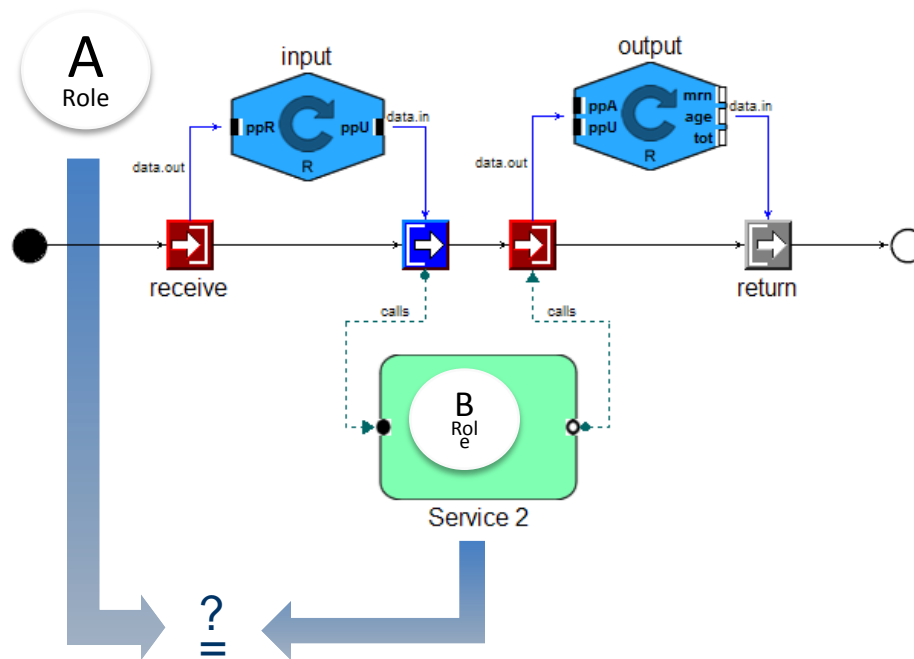 A
Role
input
output
ppR
ppU
R
data.in
data.out
ppA
ppU
mrn
age
tot
R
data.in
data.out
receive
return
calls
calls
B
Rol
e
Service 2
?
=